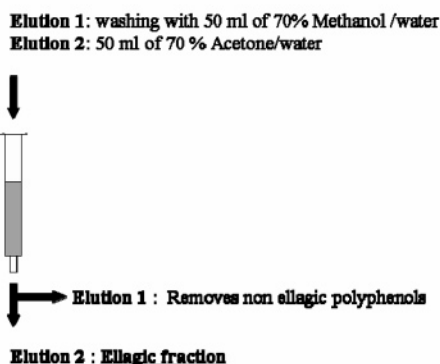 Elution 1: washing with 50 ml of 70% Methanol /water
Elution 2: 50 ml of 70 % Acetone/water
Elution 1 : Removes non ellagic polyphenols
Elution 2 : Ellagic fraction